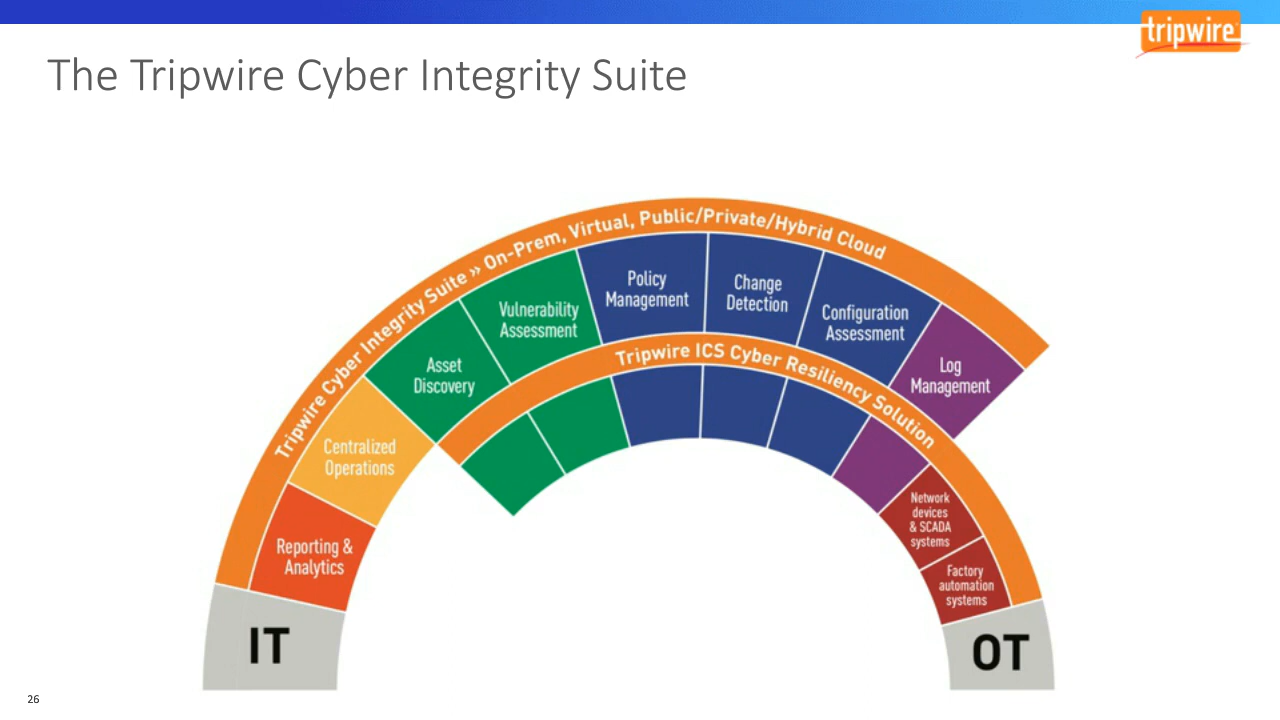 tripwire
The Tripwire Cyber Integrity Suite
Tripwire Cyber Integrity Suite » On-Prem, Virtual, Public/Private/Hybrid Cloud
Reporting &
Analytics
Centralized
Operations
Asset
Discovery
Vulnerability
Assessment
Policy
Management
Change
Detection
Configuration
Assessment
Log
Management
Tripwire ICS Cyber Resiliency Solution
Network
devices
& SCADA
systems
Factory
automation
systems
IT
OT
26